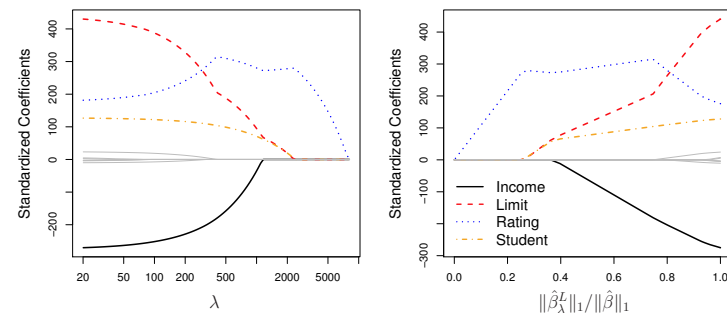 Standardized Coefficients
400
300
200
100
0
−200
20 50 100 200 500 2000 5000
λ
Standardized Coefficients
400
200
0
−100
−300
0.0 0.2 0.4 0.6 0.8 1.0
Income
Limit
Rating
Student
‖β̂ᴸλ‖₁/‖β̂‖₁